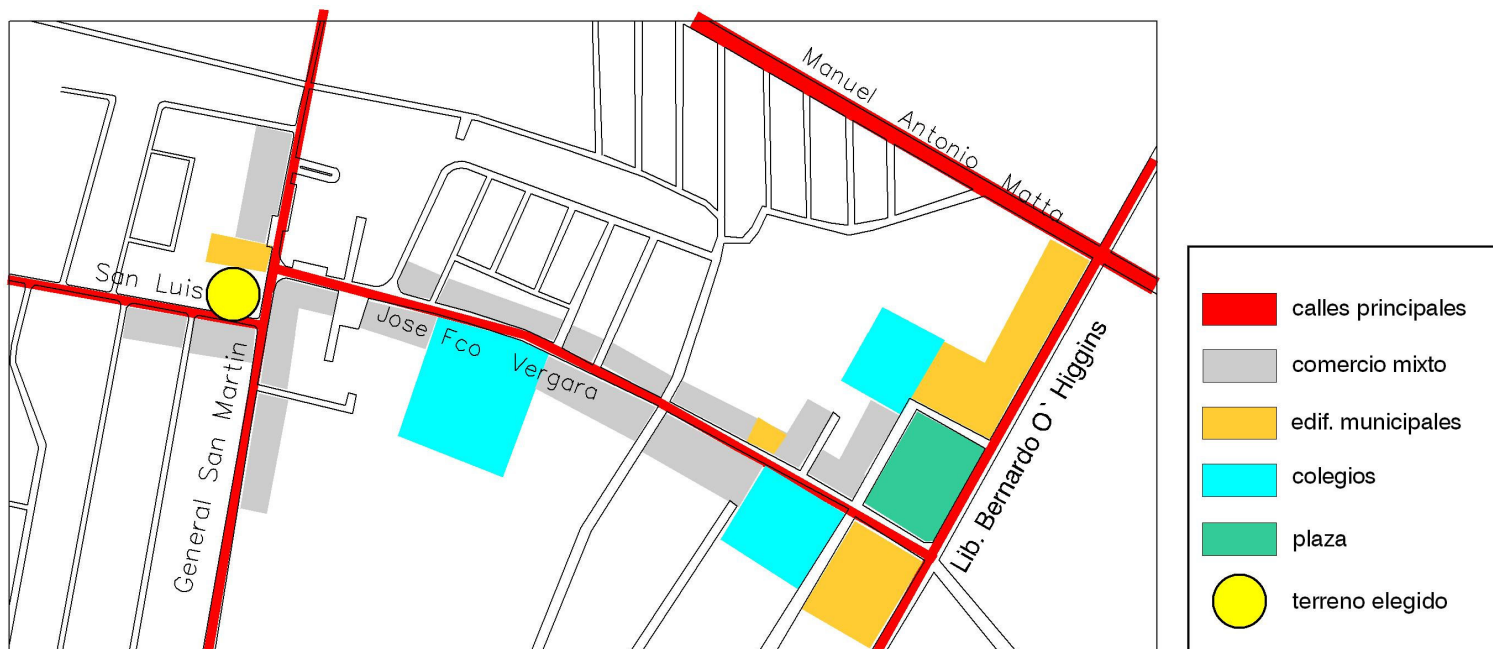 Manuel Antonio Matta
San Luis
Jose Fco Vergara
General San Martin
Lib. Bernardo O` Higgins
calles principales
comercio mixto
edif. municipales
colegios
plaza
terreno elegido